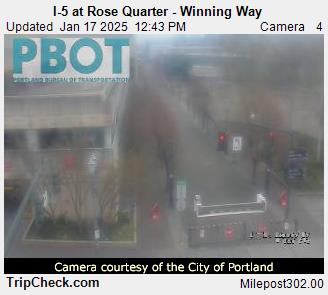 I-5 at Rose Quarter - Winning Way
Updated Jan 17 2025 12:43 PM Camera 4
PBOT
PORTLAND BUREAU OF TRANSPORTATION
Camera courtesy of the City of Portland
TripCheck.com Milepost302.00